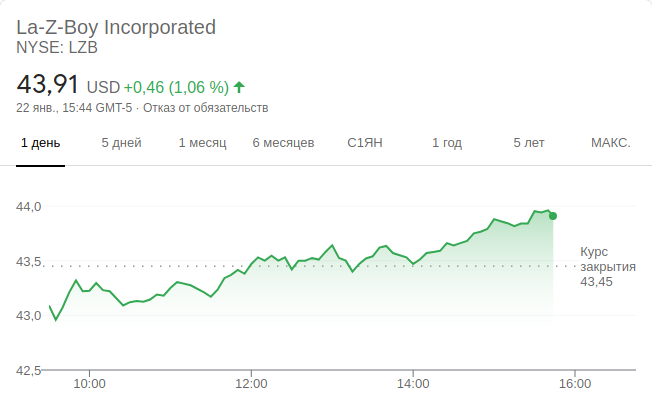 La-Z-Boy Incorporated
NYSE: LZB
43,91 USD +0,46 (1,06 %)
22 янв., 15:44 GMT-5 · Отказ от обязательств
1 день 5 дней 1 месяц 6 месяцев С1ЯН 1 год 5 лет МАКС.
44,0
43,5
43,0
42,5
Курс
закрытия
43,45
10:00 12:00 14:00 16:00